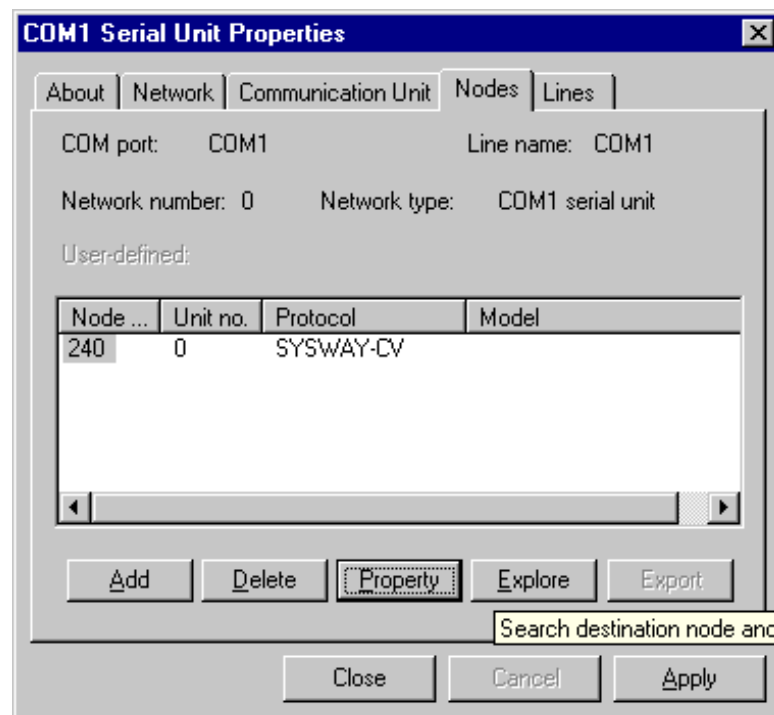 COM1 Serial Unit Properties
About Network Communication Unit Nodes Lines
COM port: COM1 Line name: COM1
Network number: 0 Network type: COM1 serial unit
User-defined:
Node ... Unit no. Protocol Model
240 0 SYSWAY-CV
Add Delete Property Explore Export
Search destination node and
Close Cancel Apply